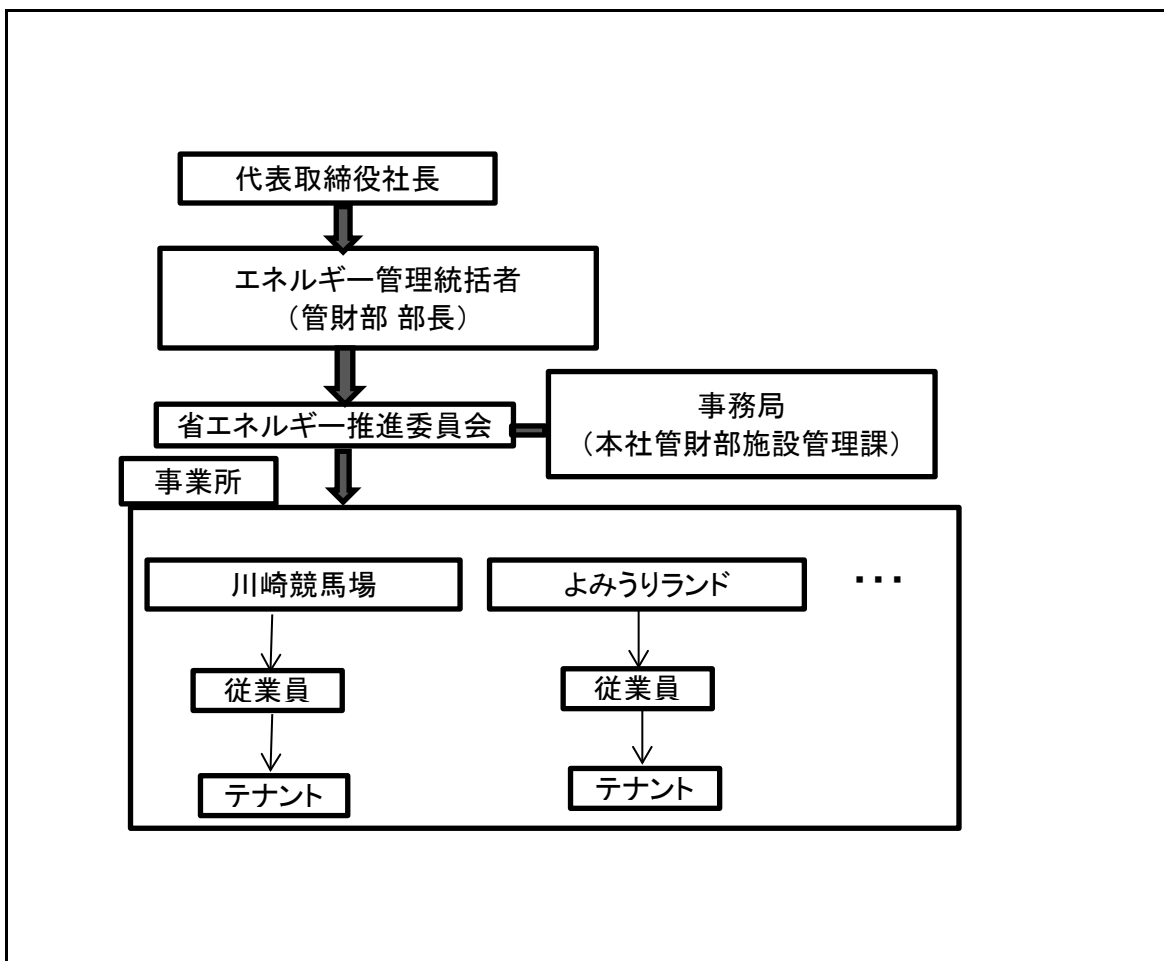 代表取締役社長
エネルギー管理統括者
（管財部 部長）
省エネルギー推進委員会
事務局
（本社管財部施設管理課）
事業所
川崎競馬場
よみうりランド
・・・
従業員
従業員
テナント
テナント